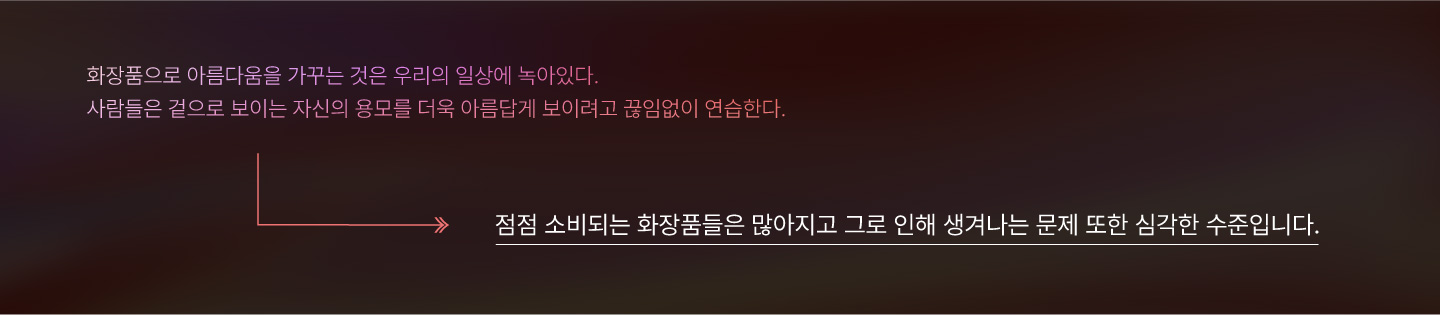 화장품으로 아름다움을 가꾸는 것은 우리의 일상에 녹아있다.
사람들은 겉으로 보이는 자신의 용모를 더욱 아름답게 보이려고 끊임없이 연습한다.
점점 소비되는 화장품들은 많아지고 그로 인해 생겨나는 문제 또한 심각한 수준입니다.